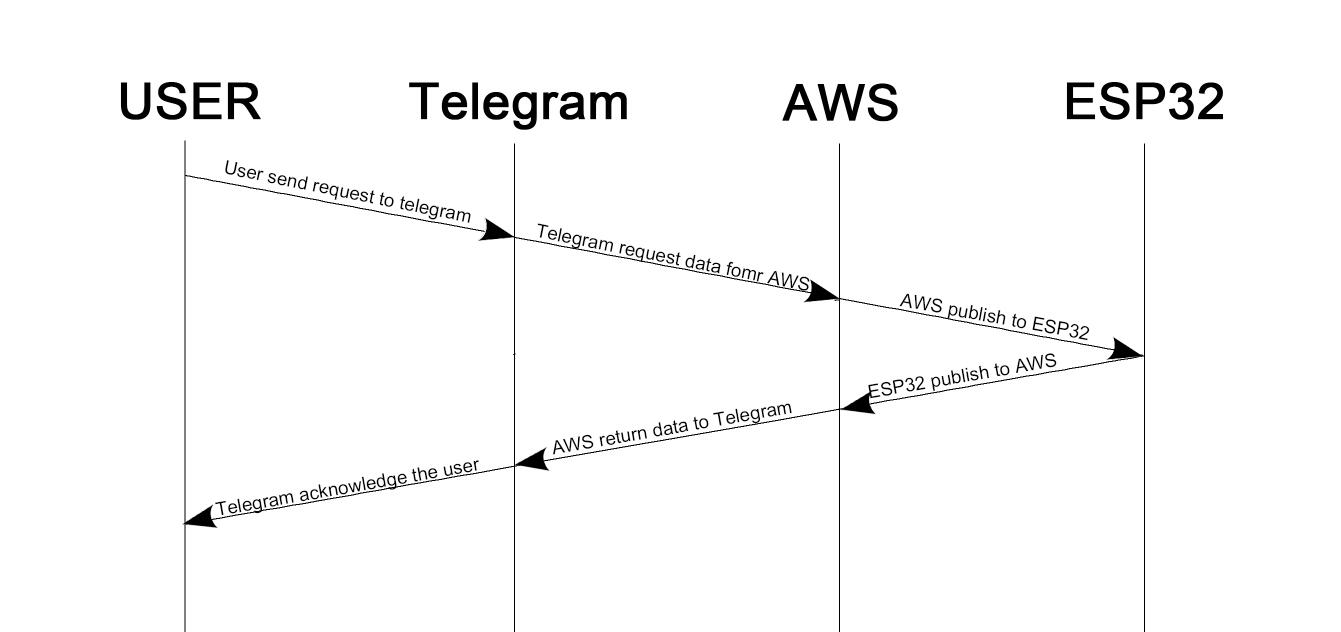 USER
Telegram
AWS
ESP32
User send request to telegram
Telegram request data fomr AWS
AWS publish to ESP32
ESP32 publish to AWS
AWS return data to Telegram
Telegram acknowledge the user